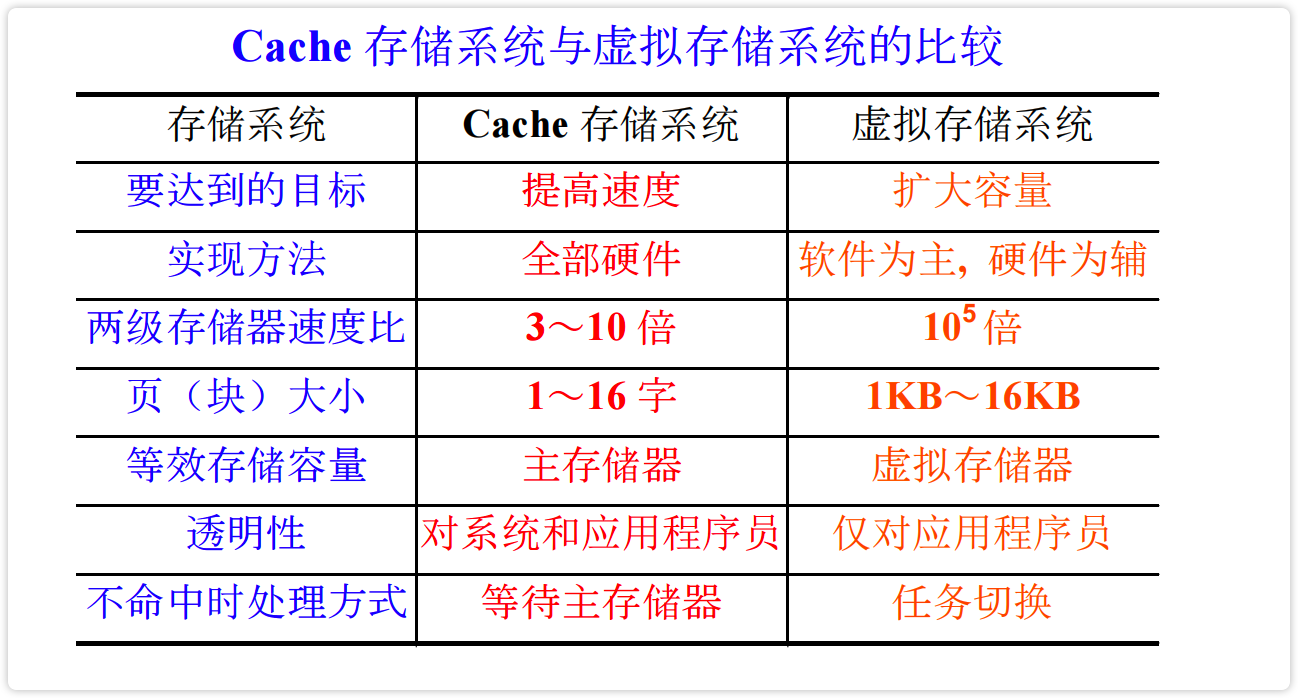 Cache 存储系统与虚拟存储系统的比较
存储系统 Cache 存储系统 虚拟存储系统
要达到的目标 提高速度 扩大容量
实现方法 全部硬件 软件为主, 硬件为辅
两级存储器速度比 3～10 倍 10⁵ 倍
页（块）大小 1～16 字 1KB～16KB
等效存储容量 主存储器 虚拟存储器
透明性 对系统和应用程序员 仅对应用程序员
不命中时处理方式 等待主存储器 任务切换